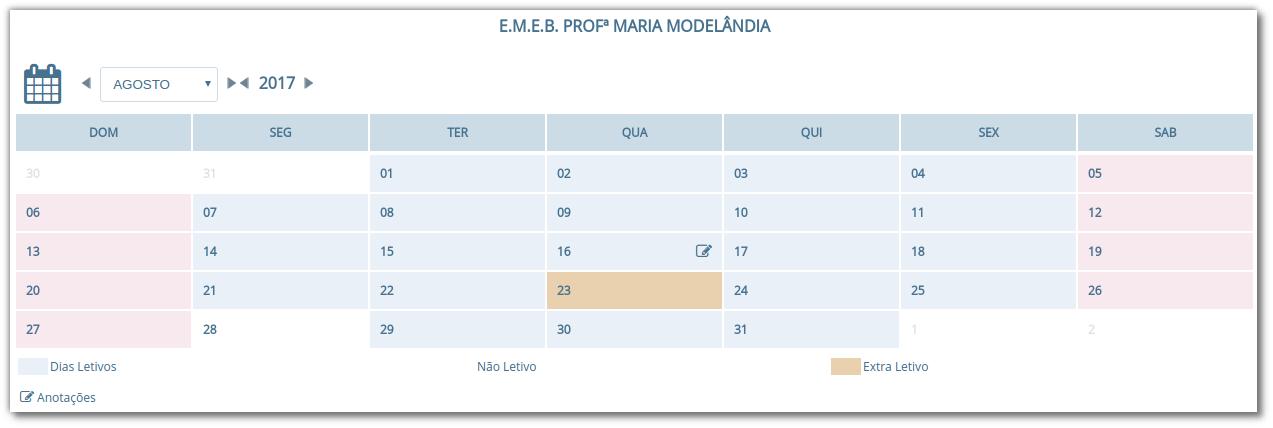 E.M.E.B. PROFª MARIA MODELÂNDIA
AGOSTO 2017
DOM SEG TER QUA QUI SEX SAB
30 31 01 02 03 04 05
06 07 08 09 10 11 12
13 14 15 16 17 18 19
20 21 22 23 24 25 26
27 28 29 30 31 1 2
Dias Letivos Não Letivo Extra Letivo
Anotações